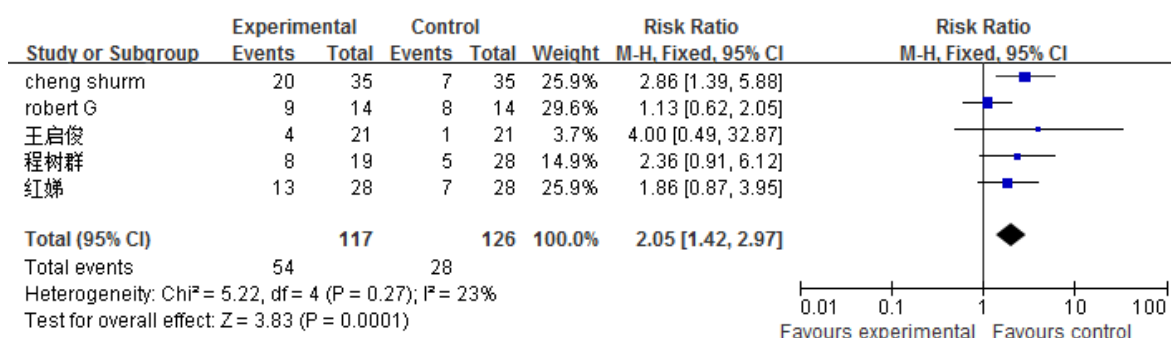 Experimental Control Risk Ratio Risk Ratio
Study or Subgroup Events Total Events Total Weight M-H, Fixed, 95% CI M-H, Fixed, 95% CI
cheng shurm 20 35 7 35 25.9% 2.86 [1.39, 5.88]
robert G 9 14 8 14 29.6% 1.13 [0.62, 2.05]
王启俊 4 21 1 21 3.7% 4.00 [0.49, 32.87]
程树群 8 19 5 28 14.9% 2.36 [0.91, 6.12]
红娣 13 28 7 28 25.9% 1.86 [0.87, 3.95]
Total (95% CI) 117 126 100.0% 2.05 [1.42, 2.97]
Total events 54 28
Heterogeneity: Chi² = 5.22, df = 4 (P = 0.27); I² = 23%
Test for overall effect: Z = 3.83 (P = 0.0001)
0.01 0.1 1 10 100
Favours experimental Favours control